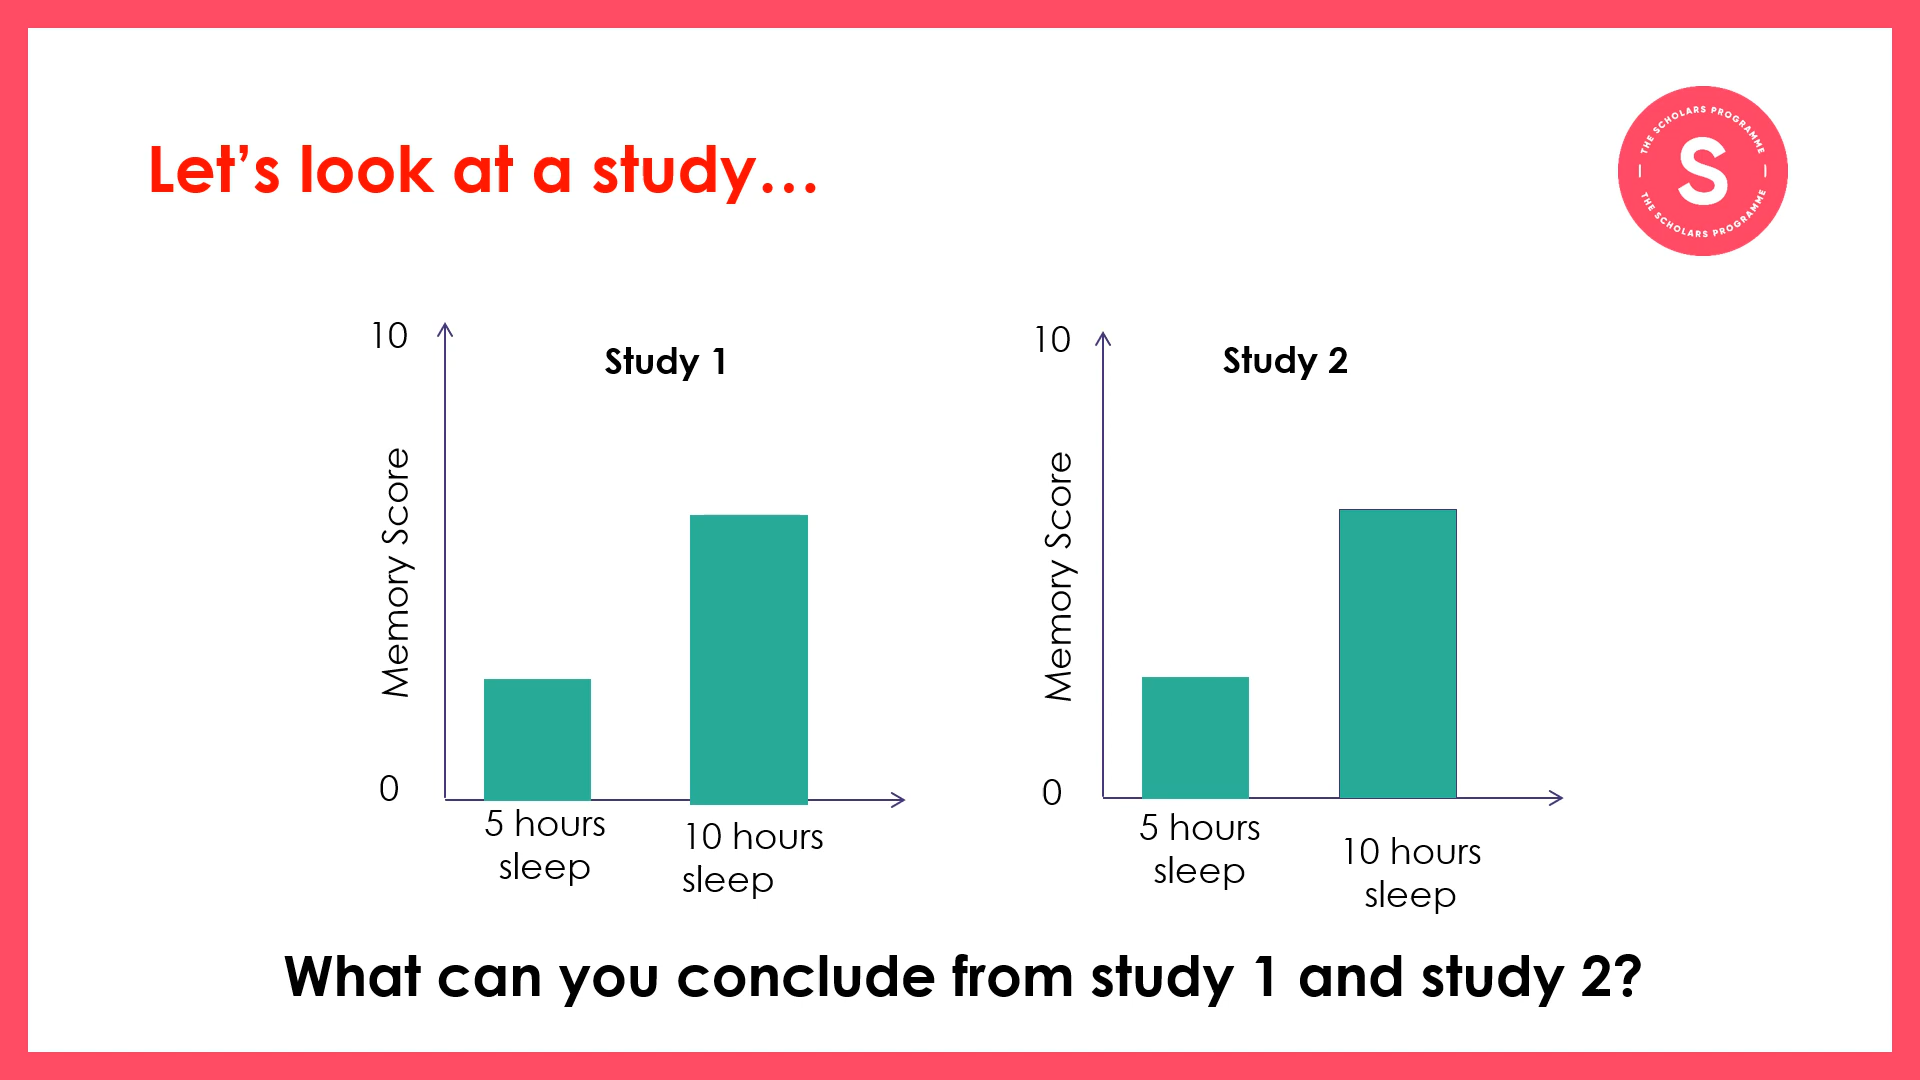 Let’s look at a study…
THE SCHOLARS PROGRAMME
S
THE SCHOLARS PROGRAMME
10
Study 1
Memory Score
0
5 hours
sleep
10 hours
sleep
10
Study 2
Memory Score
0
5 hours
sleep
10 hours
sleep
What can you conclude from study 1 and study 2?